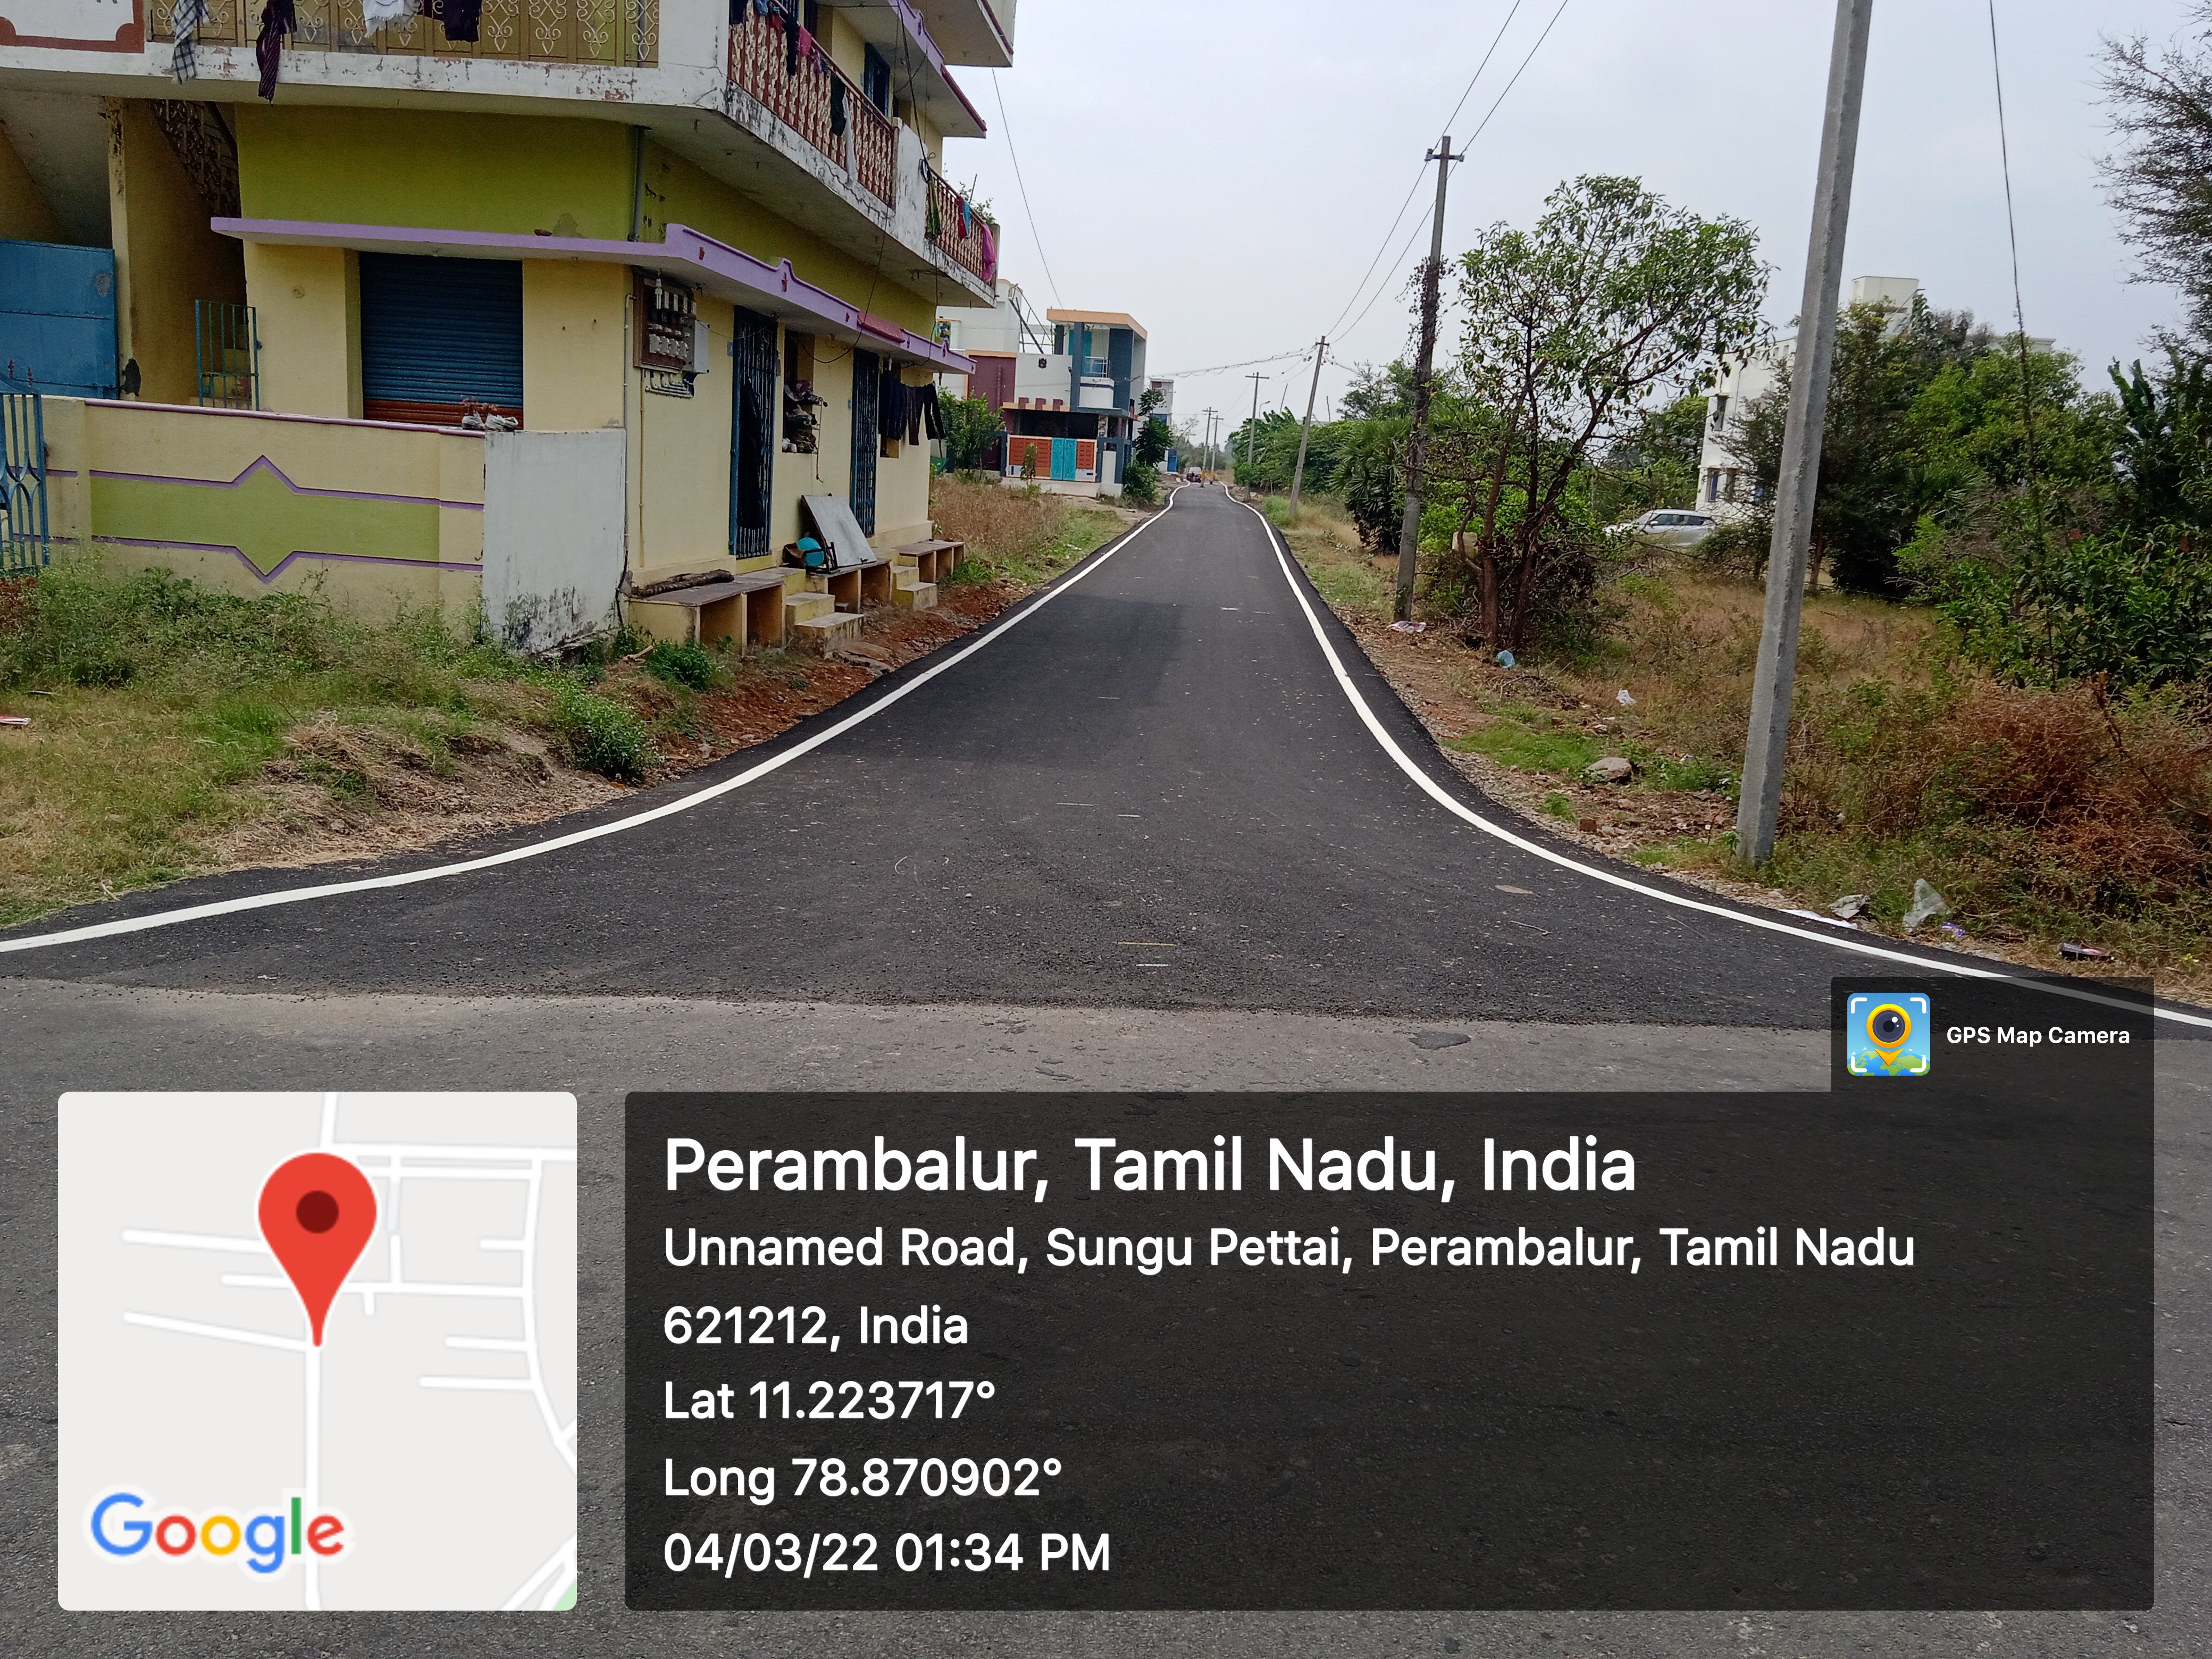 GPS Map Camera
Perambalur, Tamil Nadu, India
Unnamed Road, Sungu Pettai, Perambalur, Tamil Nadu
621212, India
Lat 11.223717°
Long 78.870902°
04/03/22 01:34 PM
Google